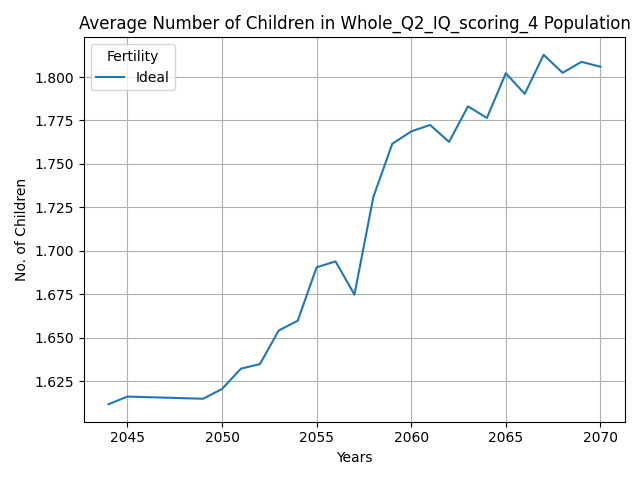 Average Number of Children in Whole_Q2_IQ_scoring_4 Population
Fertility
Ideal
No. of Children
1.800
1.775
1.750
1.725
1.700
1.675
1.650
1.625
2045 2050 2055 2060 2065 2070
Years